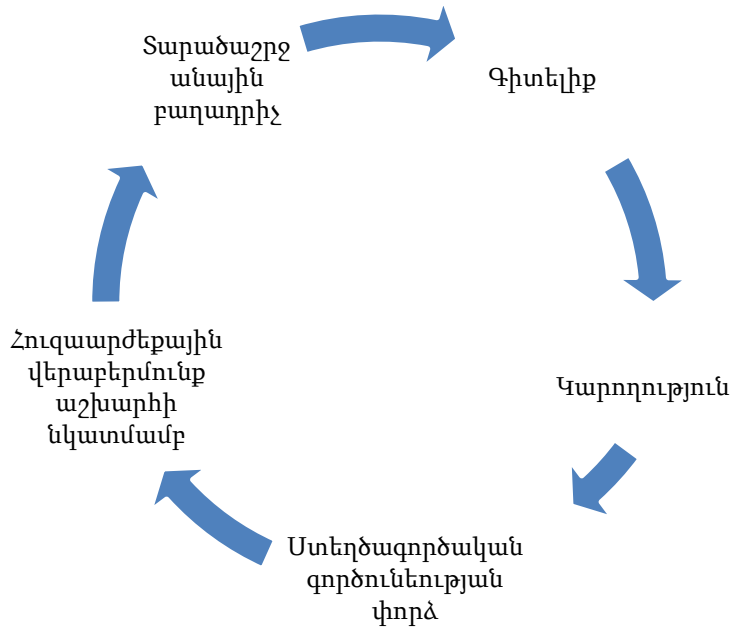 Տարածաշրջ
անային
բաղադրիչ
Գիտելիք
Կարողություն
Ստեղծագործական
գործունեության
փորձ
Հուզաարժեքային
վերաբերմունք
աշխարհի
նկատմամբ